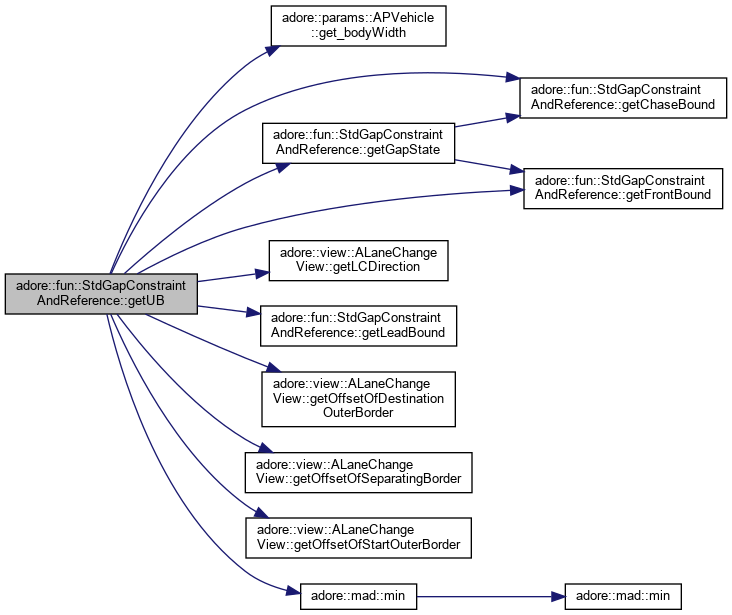 adore::params::APVehicle
::get_bodyWidth
adore::fun::StdGapConstraint
AndReference::getChaseBound
adore::fun::StdGapConstraint
AndReference::getGapState
adore::fun::StdGapConstraint
AndReference::getFrontBound
adore::view::ALaneChange
View::getLCDirection
adore::fun::StdGapConstraint
AndReference::getUB
adore::fun::StdGapConstraint
AndReference::getLeadBound
adore::view::ALaneChange
View::getOffsetOfDestination
OuterBorder
adore::view::ALaneChange
View::getOffsetOfSeparatingBorder
adore::view::ALaneChange
View::getOffsetOfStartOuterBorder
adore::mad::min
adore::mad::min